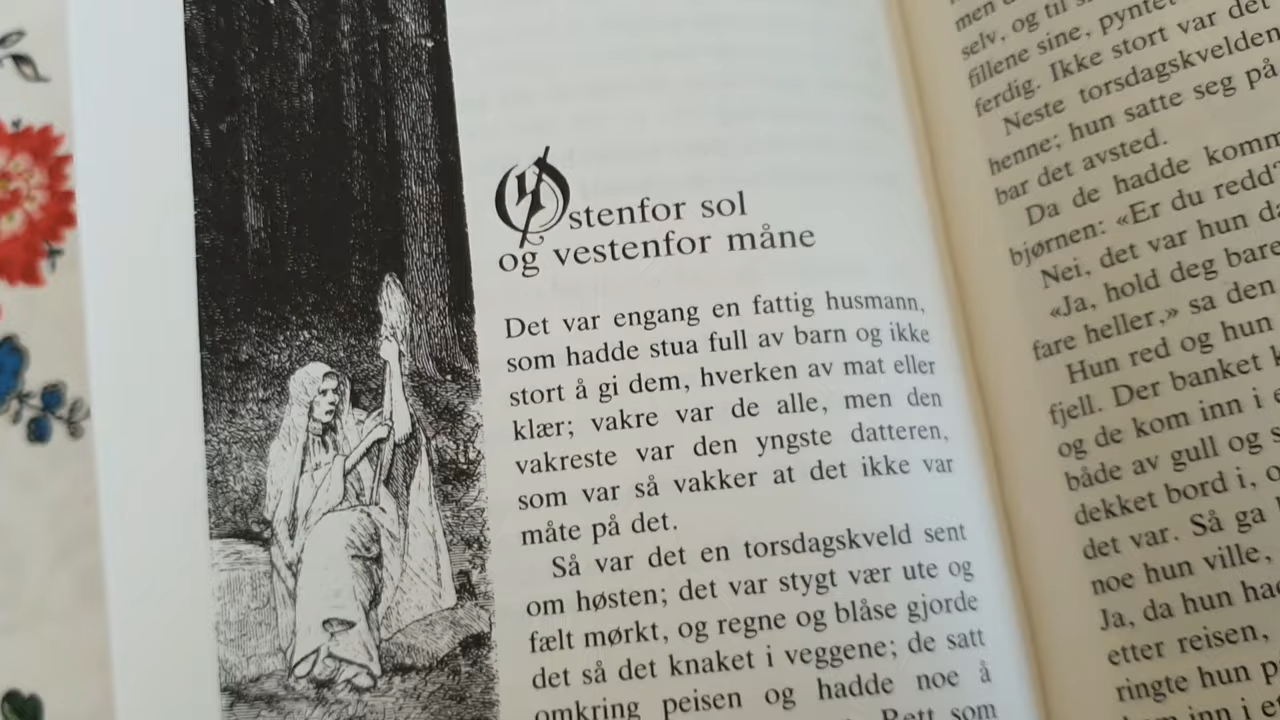 Østenfor sol
og vestenfor måne
Det var engang en fattig husmann,
som hadde stua full av barn og ikke
stort å gi dem, hverken av mat eller
klær; vakre var de alle, men den
vakreste var den yngste datteren,
som var så vakker at det ikke var
måte på det.
Så var det en torsdagskveld sent
om høsten; det var stygt vær ute og
fælt mørkt, og regne og blåse gjorde
det så det knaket i veggene; de satt
omkring peisen og hadde noe å
Rett som
men
selv, og til
fillene sine, pyntet
ferdig. Ikke stort var det
Neste torsdagskvelden
henne; hun satte seg på
bar det avsted.
Da de hadde komm
bjørnen: «Er du redd?
Nei, det var hun da
«Ja, hold deg bare
fare heller,» sa den
Hun red og hun
fjell. Der banket
og de kom inn i e
både av gull og s
dekket bord i, o
det var. Så ga
noe hun ville,
Ja, da hun had
etter reisen,
ringte hun p
inn i e